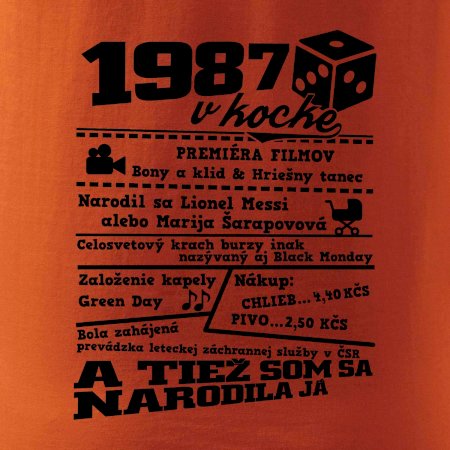 1987
v kocke
PREMIÉRA FILMOV
Bony a klid & Hriešny tanec
Narodil sa Lionel Messi
alebo Marija Šarapovová
Celosvetový krach burzy inak
nazývaný aj Black Monday
Založenie kapely
Green Day
Nákup:
CHLIEB...4,40 KČS
PIVO...2,50 KČS
Bola zahájená
prevádzka leteckej záchrannej služby v ČSR
A TIEŽ SOM SA
NARODILA JA